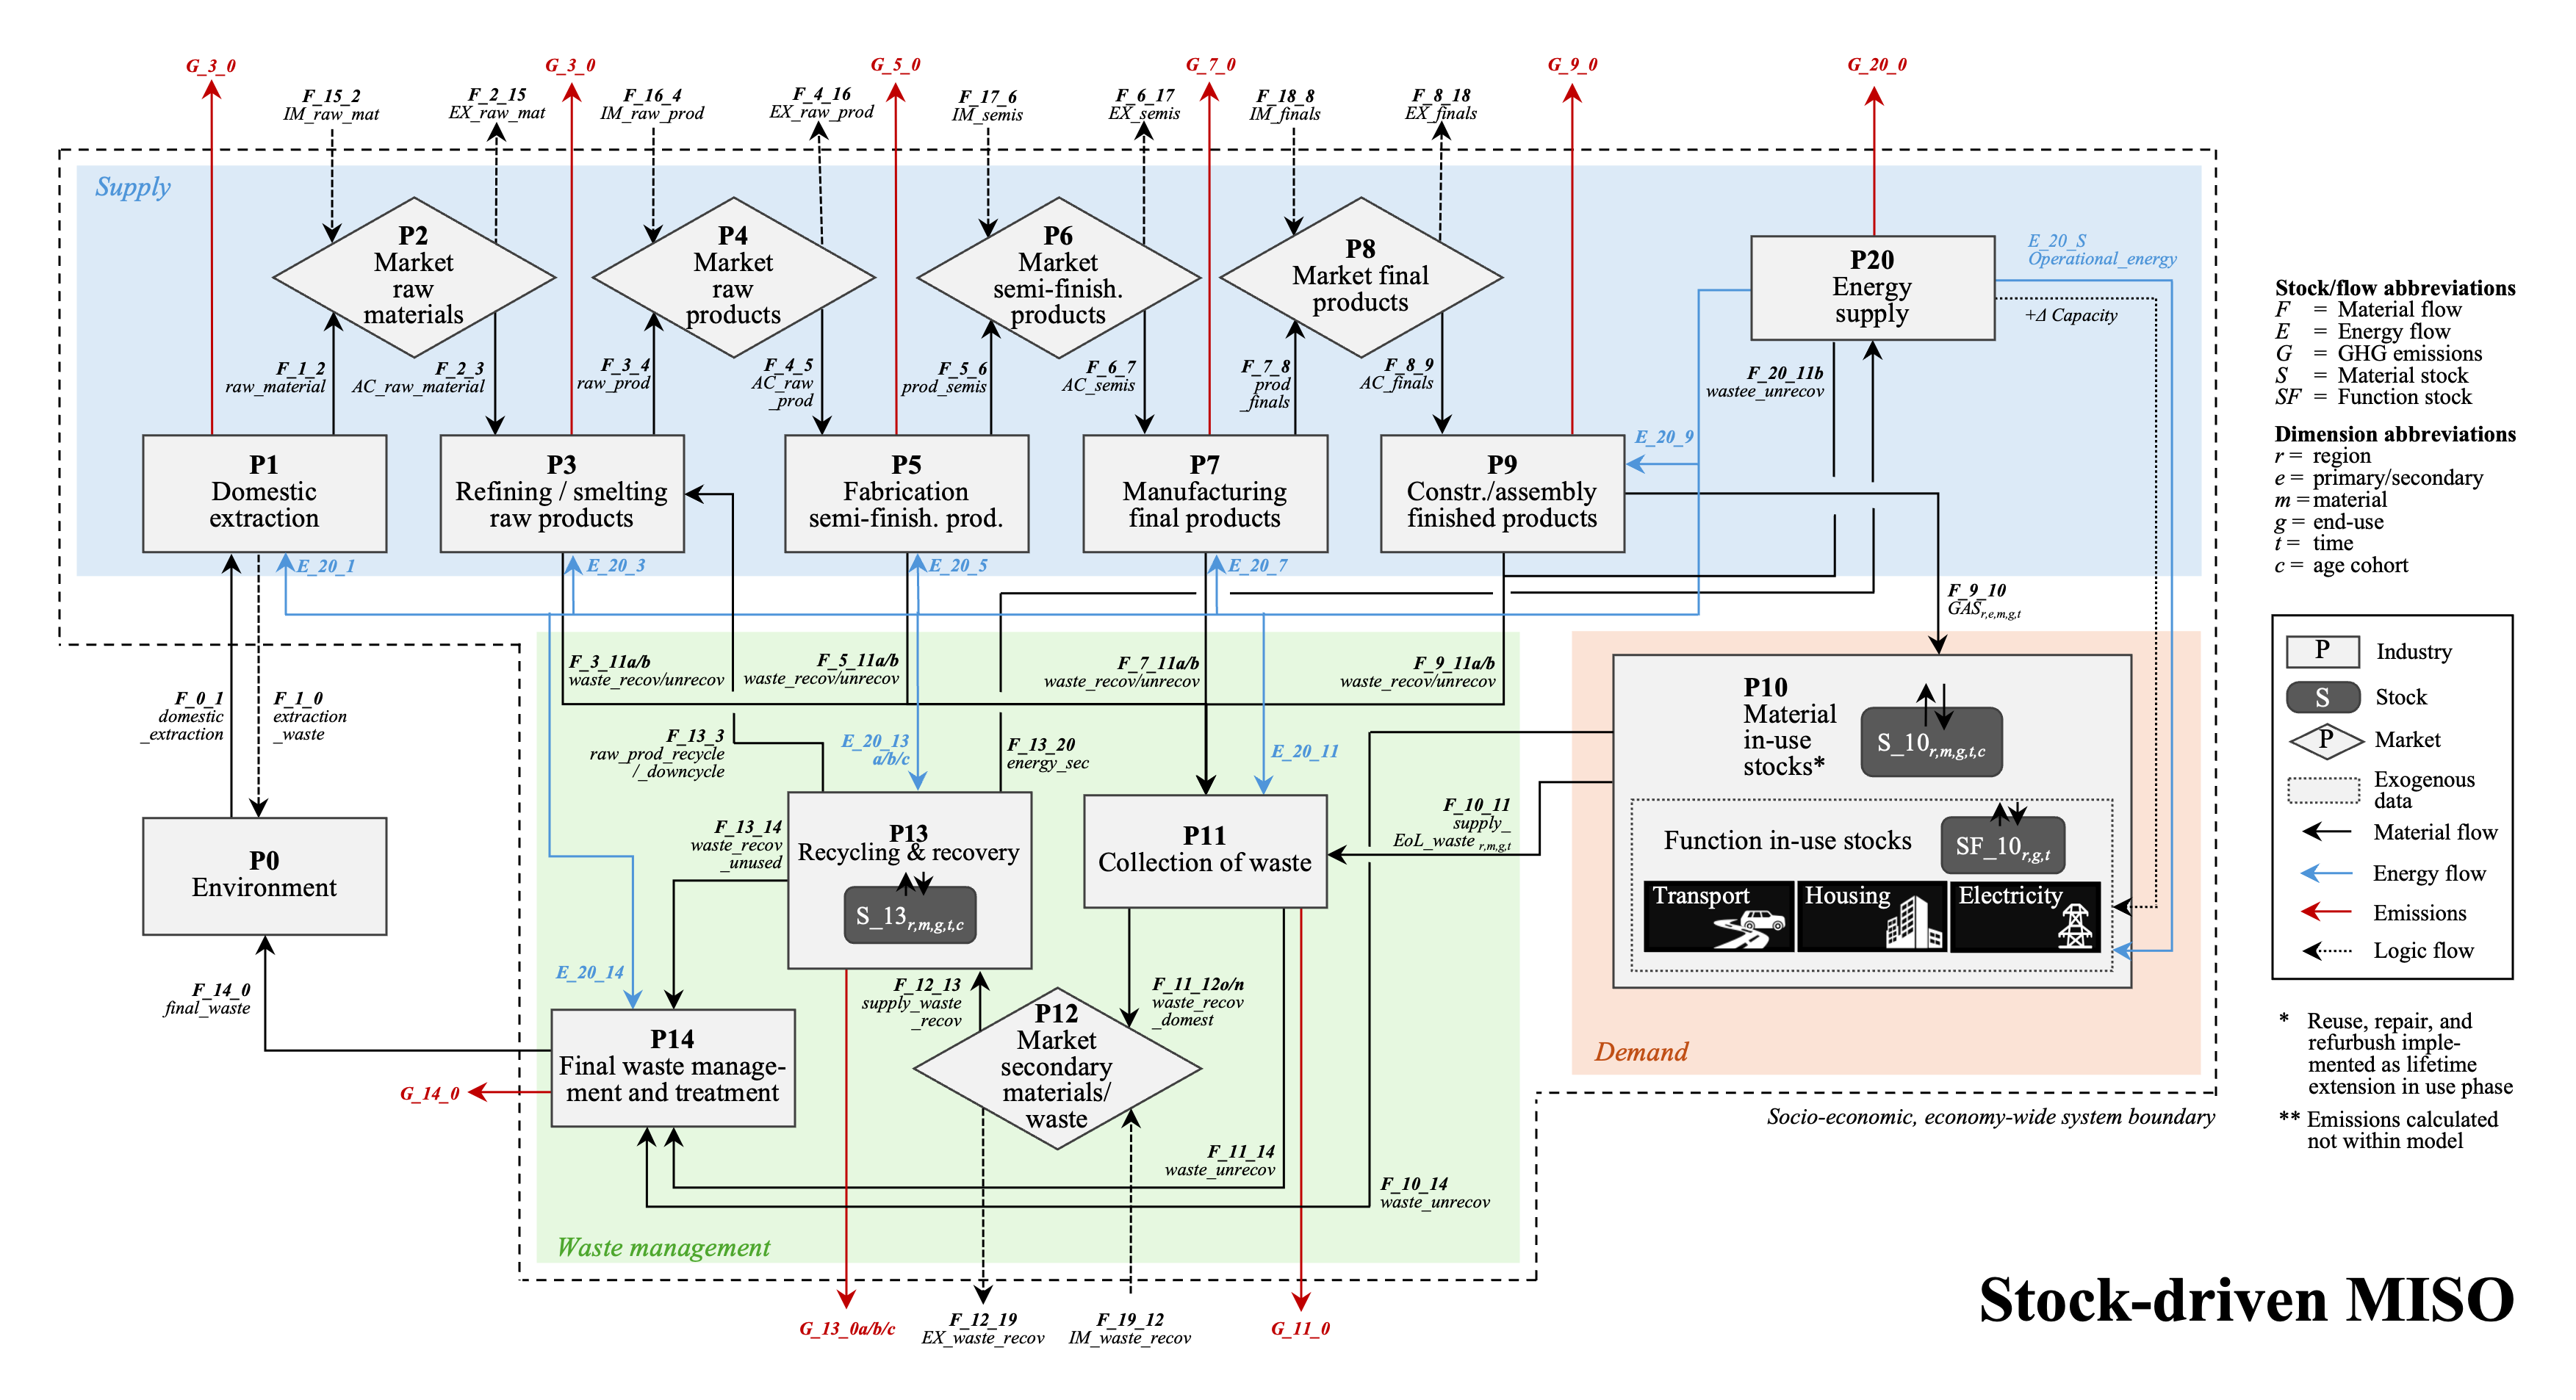 G_3_0
G_3_0
G_5_0
G_7_0
G_9_0
G_20_0
F_15_2
IM_raw_mat
F_2_15
EX_raw_mat
F_16_4
IM_raw_prod
F_4_16
EX_raw_prod
F_17_6
IM_semis
F_6_17
EX_semis
F_18_8
IM_finals
F_8_18
EX_finals
Supply
P2
Market
raw
materials
P4
Market
raw
products
P6
Market
semi-finish.
products
P8
Market final
products
P20
Energy
supply
E_20_S
Operational_energy
+Δ Capacity
F_1_2
raw_material
F_2_3
AC_raw_material
F_3_4
raw_prod
F_4_5
AC_raw
_prod
F_5_6
prod_semis
F_6_7
AC_semis
F_7_8
prod
_finals
F_8_9
AC_finals
F_20_11b
wastee_unrecov
P1
Domestic
extraction
P3
Refining / smelting
raw products
P5
Fabrication
semi-finish. prod.
P7
Manufacturing
final products
P9
Constr./assembly
finished products
E_20_9
E_20_1
E_20_3
E_20_5
E_20_7
F_9_10
GAS r,e,m,g,t
F_0_1
domestic
_extraction
F_1_0
extraction
_waste
F_3_11a/b
waste_recov/unrecov
F_5_11a/b
waste_recov/unrecov
F_7_11a/b
waste_recov/unrecov
F_9_11a/b
waste_recov/unrecov
F_13_3
raw_prod_recycle
/_downcycle
E_20_13
a/b/c
F_13_20
energy_sec
E_20_11
P10
Material
in-use
stocks*
S_10r,m,g,t,c
Function in-use stocks
SF_10r,g,t
Transport
Housing
Electricity
F_10_11
supply_
EoL_waste r,m,g,t
P0
Environment
F_13_14
waste_recov
_unused
P13
Recycling & recovery
S_13r,m,g,t,c
P11
Collection of waste
E_20_14
F_14_0
final_waste
F_12_13
supply_waste
_recov
F_11_12o/n
waste_recov
_domest
P14
Final waste manage-
ment and treatment
P12
Market
secondary
materials/
waste
G_14_0
F_11_14
waste_unrecov
F_10_14
waste_unrecov
Demand
Waste management
Socio-economic, economy-wide system boundary
G_13_0a/b/c
F_12_19
EX_waste_recov
F_19_12
IM_waste_recov
G_11_0
Stock/flow abbreviations
F = Material flow
E = Energy flow
G = GHG emissions
S = Material stock
SF = Function stock
Dimension abbreviations
r = region
e = primary/secondary
m = material
g = end-use
t = time
c = age cohort
P Industry
S Stock
P Market
Exogenous
data
Material flow
Energy flow
Emissions
Logic flow
* Reuse, repair, and
refurbush imple-
mented as lifetime
extension in use phase
** Emissions calculated
not within model
Stock-driven MISO